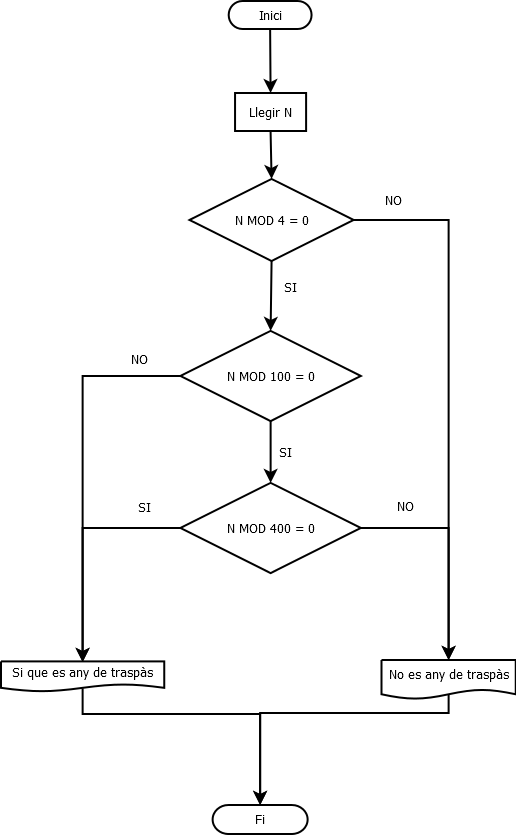 Inici
Llegir N
NO
N MOD 4 = 0
SI
NO
N MOD 100 = 0
SI
SI
NO
N MOD 400 = 0
Si que es any de traspàs
No es any de traspàs
Fi